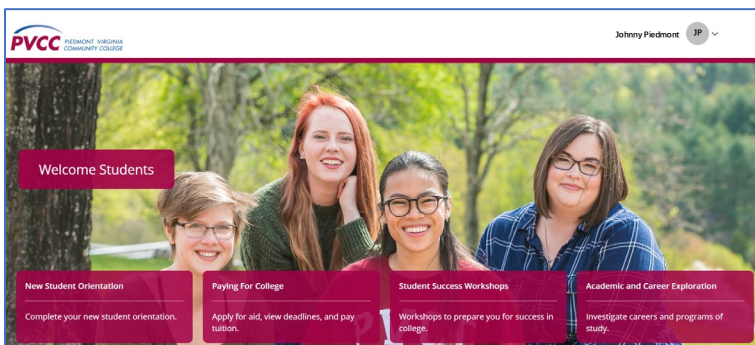 PVCC PIEDMONT VIRGINIA
COMMUNITY COLLEGE
Johnny Piedmont JP
Welcome Students
New Student Orientation
Complete your new student orientation.
Paying For College
Apply for aid, view deadlines, and pay
tuition.
Student Success Workshops
Workshops to prepare you for success in
college.
Academic and Career Exploration
Investigate careers and programs of
study.